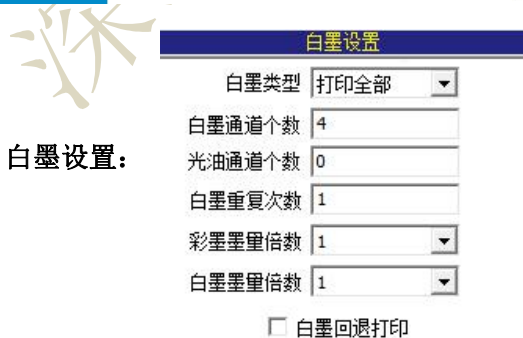 白墨设置
白墨类型 打印全部
白墨通道个数 4
白墨设置：
光油通道个数 0
白墨重复次数 1
彩墨墨量倍数 1
白墨墨量倍数 1
白墨回退打印